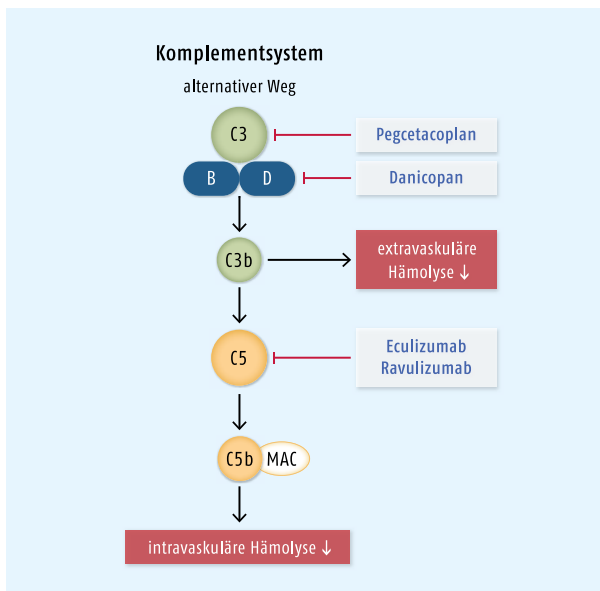 Komplementsystem
alternativer Weg
C3
Pegcetacoplan
B
D
Danicopan
C3b
extravaskuläre
Hämolyse ↓
C5
Eculizumab
Ravulizumab
C5b
MAC
intravaskuläre Hämolyse ↓